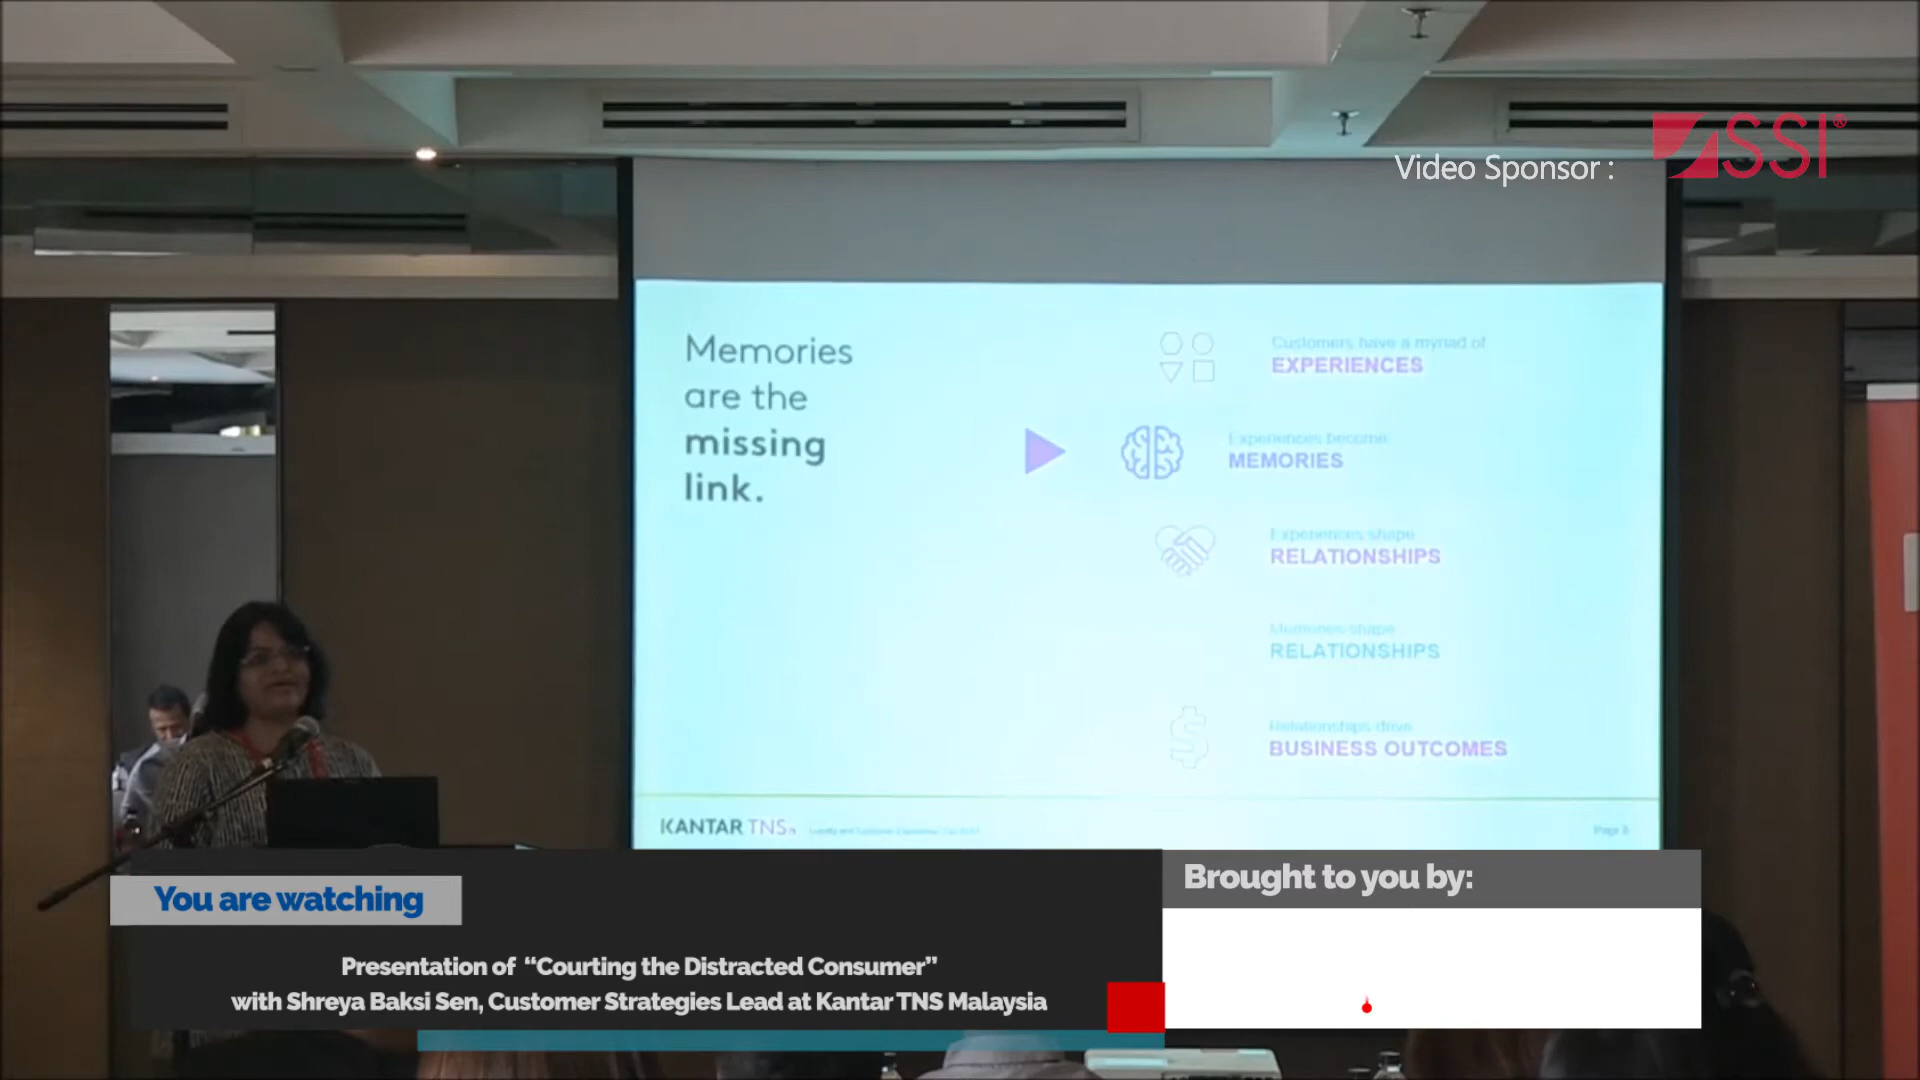 Video Sponsor :
SSI®
Memories
are the
missing
link.
Customers have a myriad of
EXPERIENCES
Experiences become
MEMORIES
Experiences shape
RELATIONSHIPS
Memories shape
RELATIONSHIPS
Relationships drive
BUSINESS OUTCOMES
KANTAR TNS
Page 8
You are watching
Presentation of “Courting the Distracted Consumer”
with Shreya Baksi Sen, Customer Strategies Lead at Kantar TNS Malaysia
Brought to you by: